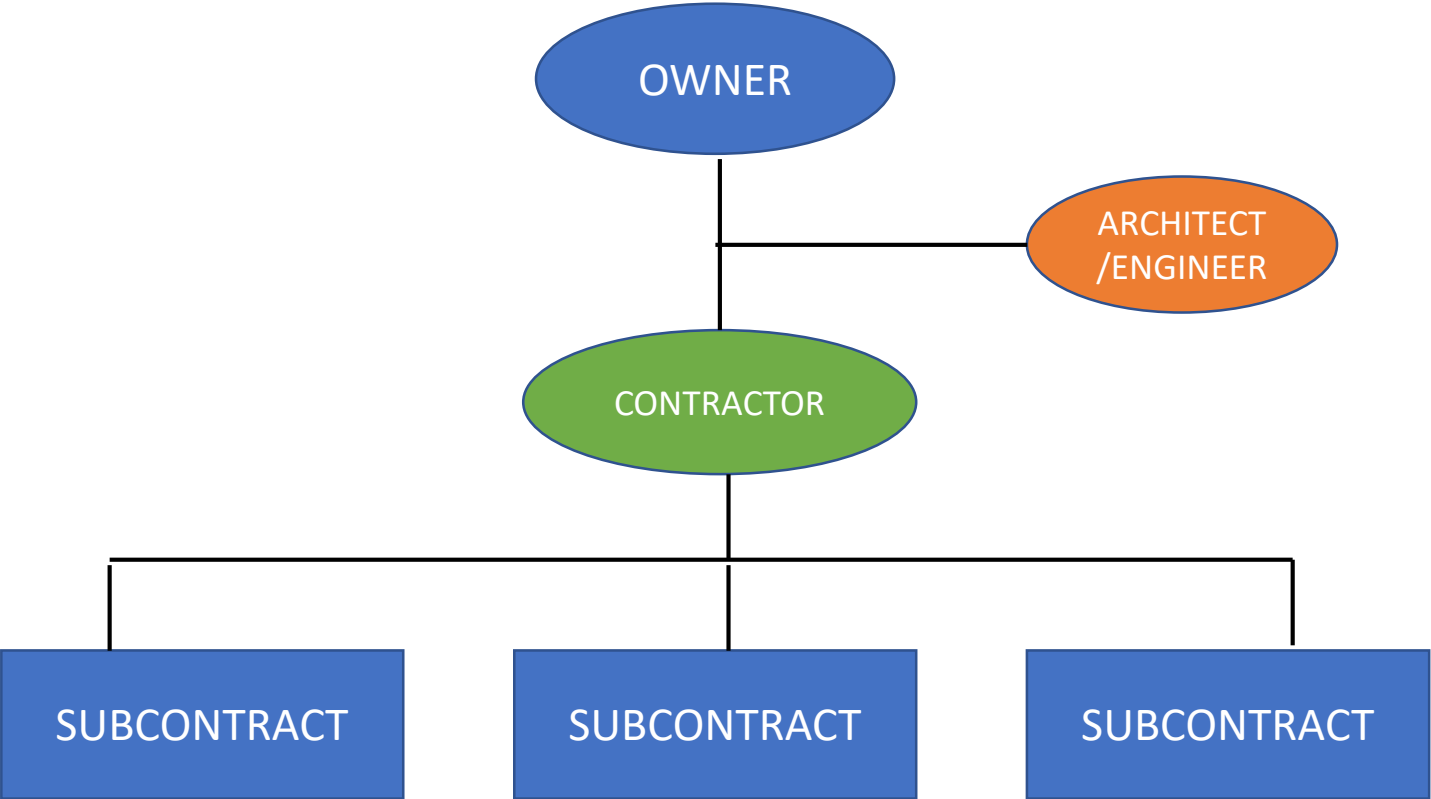 OWNER
ARCHITECT
/ENGINEER
CONTRACTOR
SUBCONTRACT
SUBCONTRACT
SUBCONTRACT